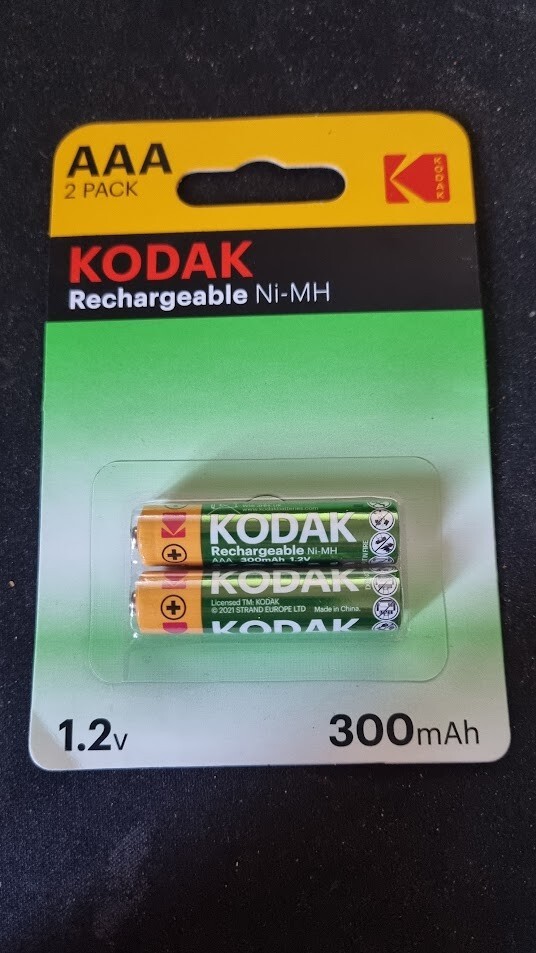 AAA
2 PACK
KODAK
KODAK
Rechargeable Ni-MH
KODAK
Rechargeable Ni-MH
AAA 300mAh 1.2V
KODAK
Licensed TM: KODAK
© 2021 STRAND EUROPE LTD Made in China.
KODAK
1.2v
300mAh